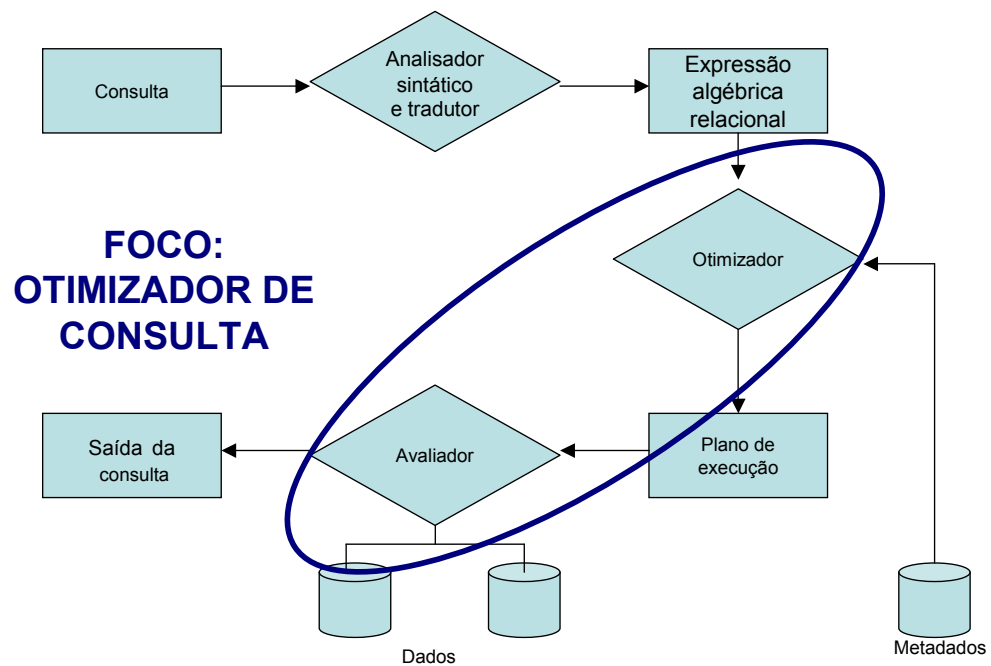 Consulta
Analisador
sintático
e tradutor
Expressão
algébrica
relacional
FOCO:
OTIMIZADOR DE
CONSULTA
Otimizador
Saída da
consulta
Avaliador
Plano de
execução
Dados
Metadados